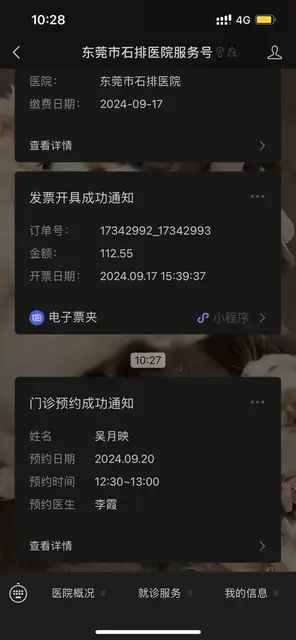 10:28
4G
东莞市石排医院服务号
医院： 东莞市石排医院
缴费日期： 2024-09-17
查看详情
发票开具成功通知
订单号： 17342992_17342993
金额： 112.55
开票日期： 2024.09.17 15:39:37
电子票夹 小程序
10:27
门诊预约成功通知
姓名 吴月映
预约日期 2024.09.20
预约时间 12:30~13:00
预约医生 李霞
查看详情
医院概况 就诊服务 我的信息